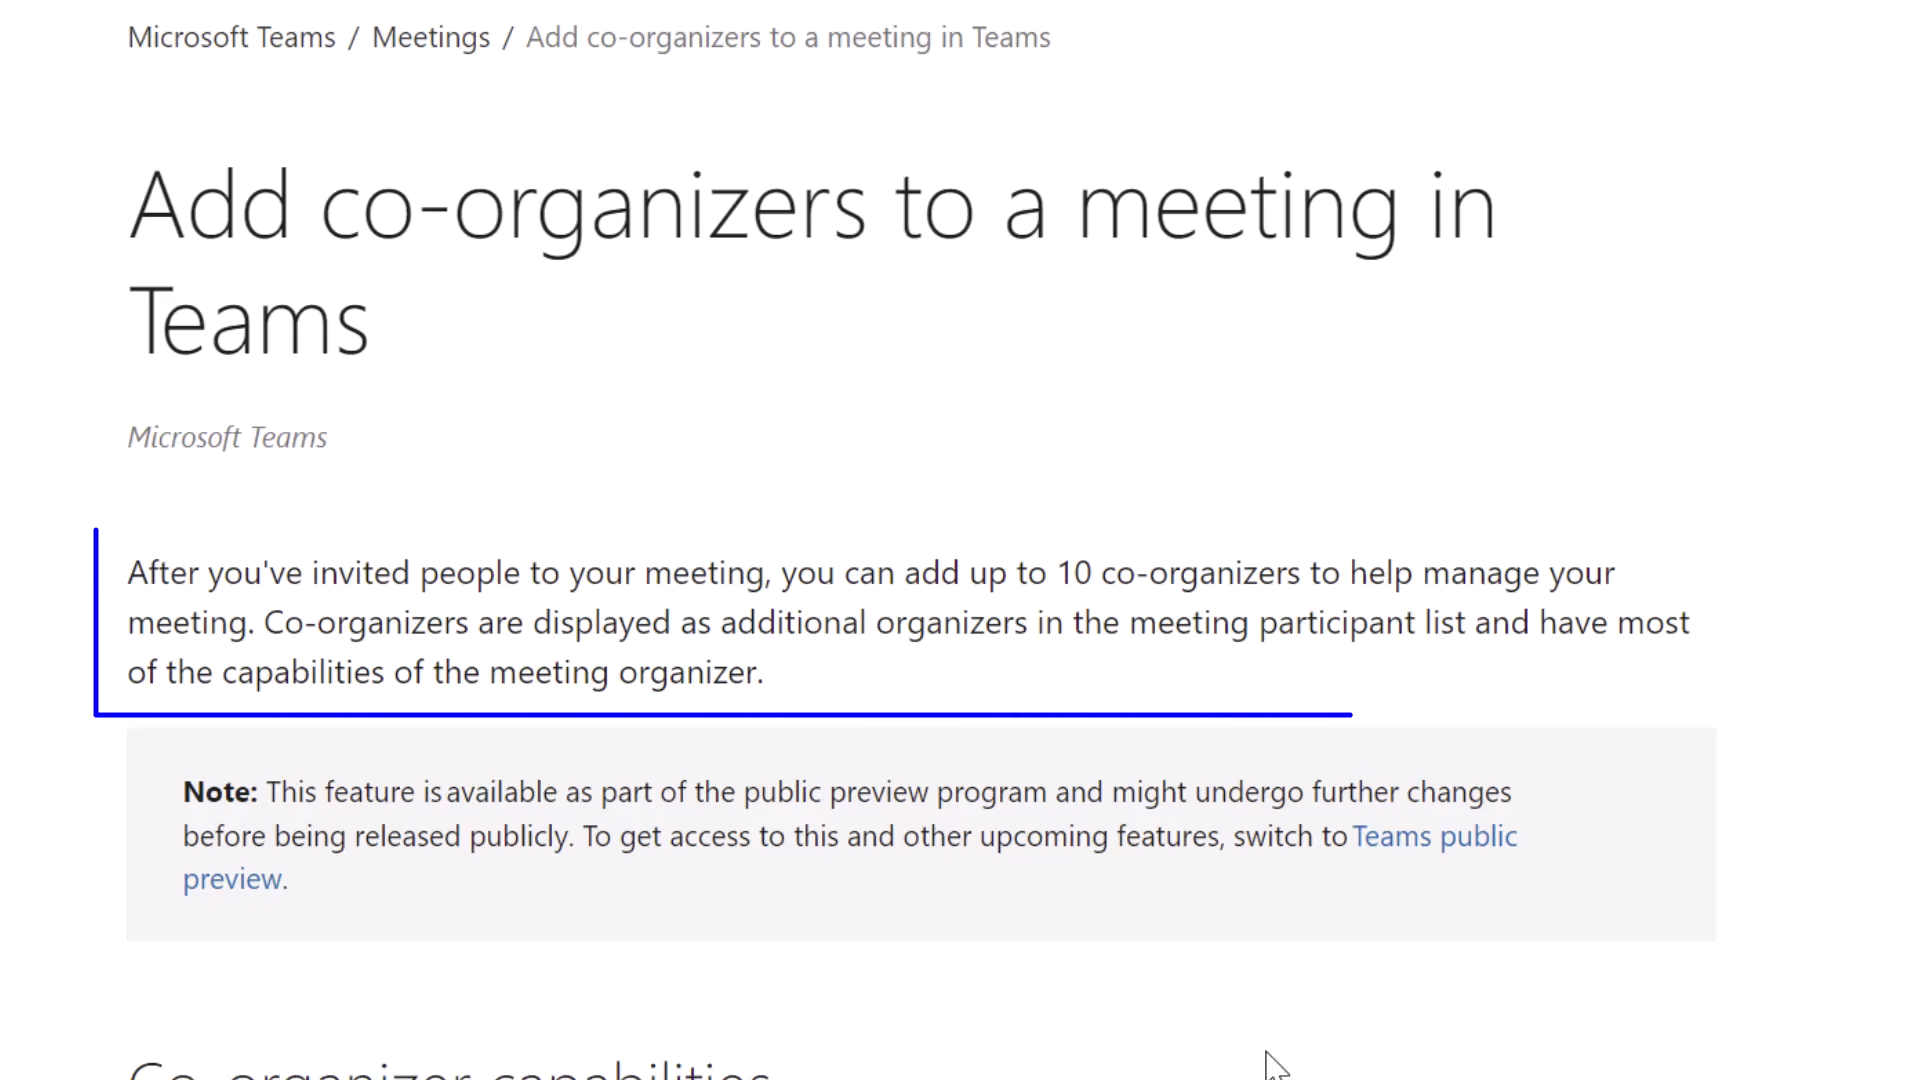 Microsoft Teams / Meetings / Add co-organizers to a meeting in Teams
Add co-organizers to a meeting in
Teams
Microsoft Teams
After you've invited people to your meeting, you can add up to 10 co-organizers to help manage your
meeting. Co-organizers are displayed as additional organizers in the meeting participant list and have most
of the capabilities of the meeting organizer.
Note: This feature is available as part of the public preview program and might undergo further changes
before being released publicly. To get access to this and other upcoming features, switch to Teams public
preview.
Co-organizer capabilities